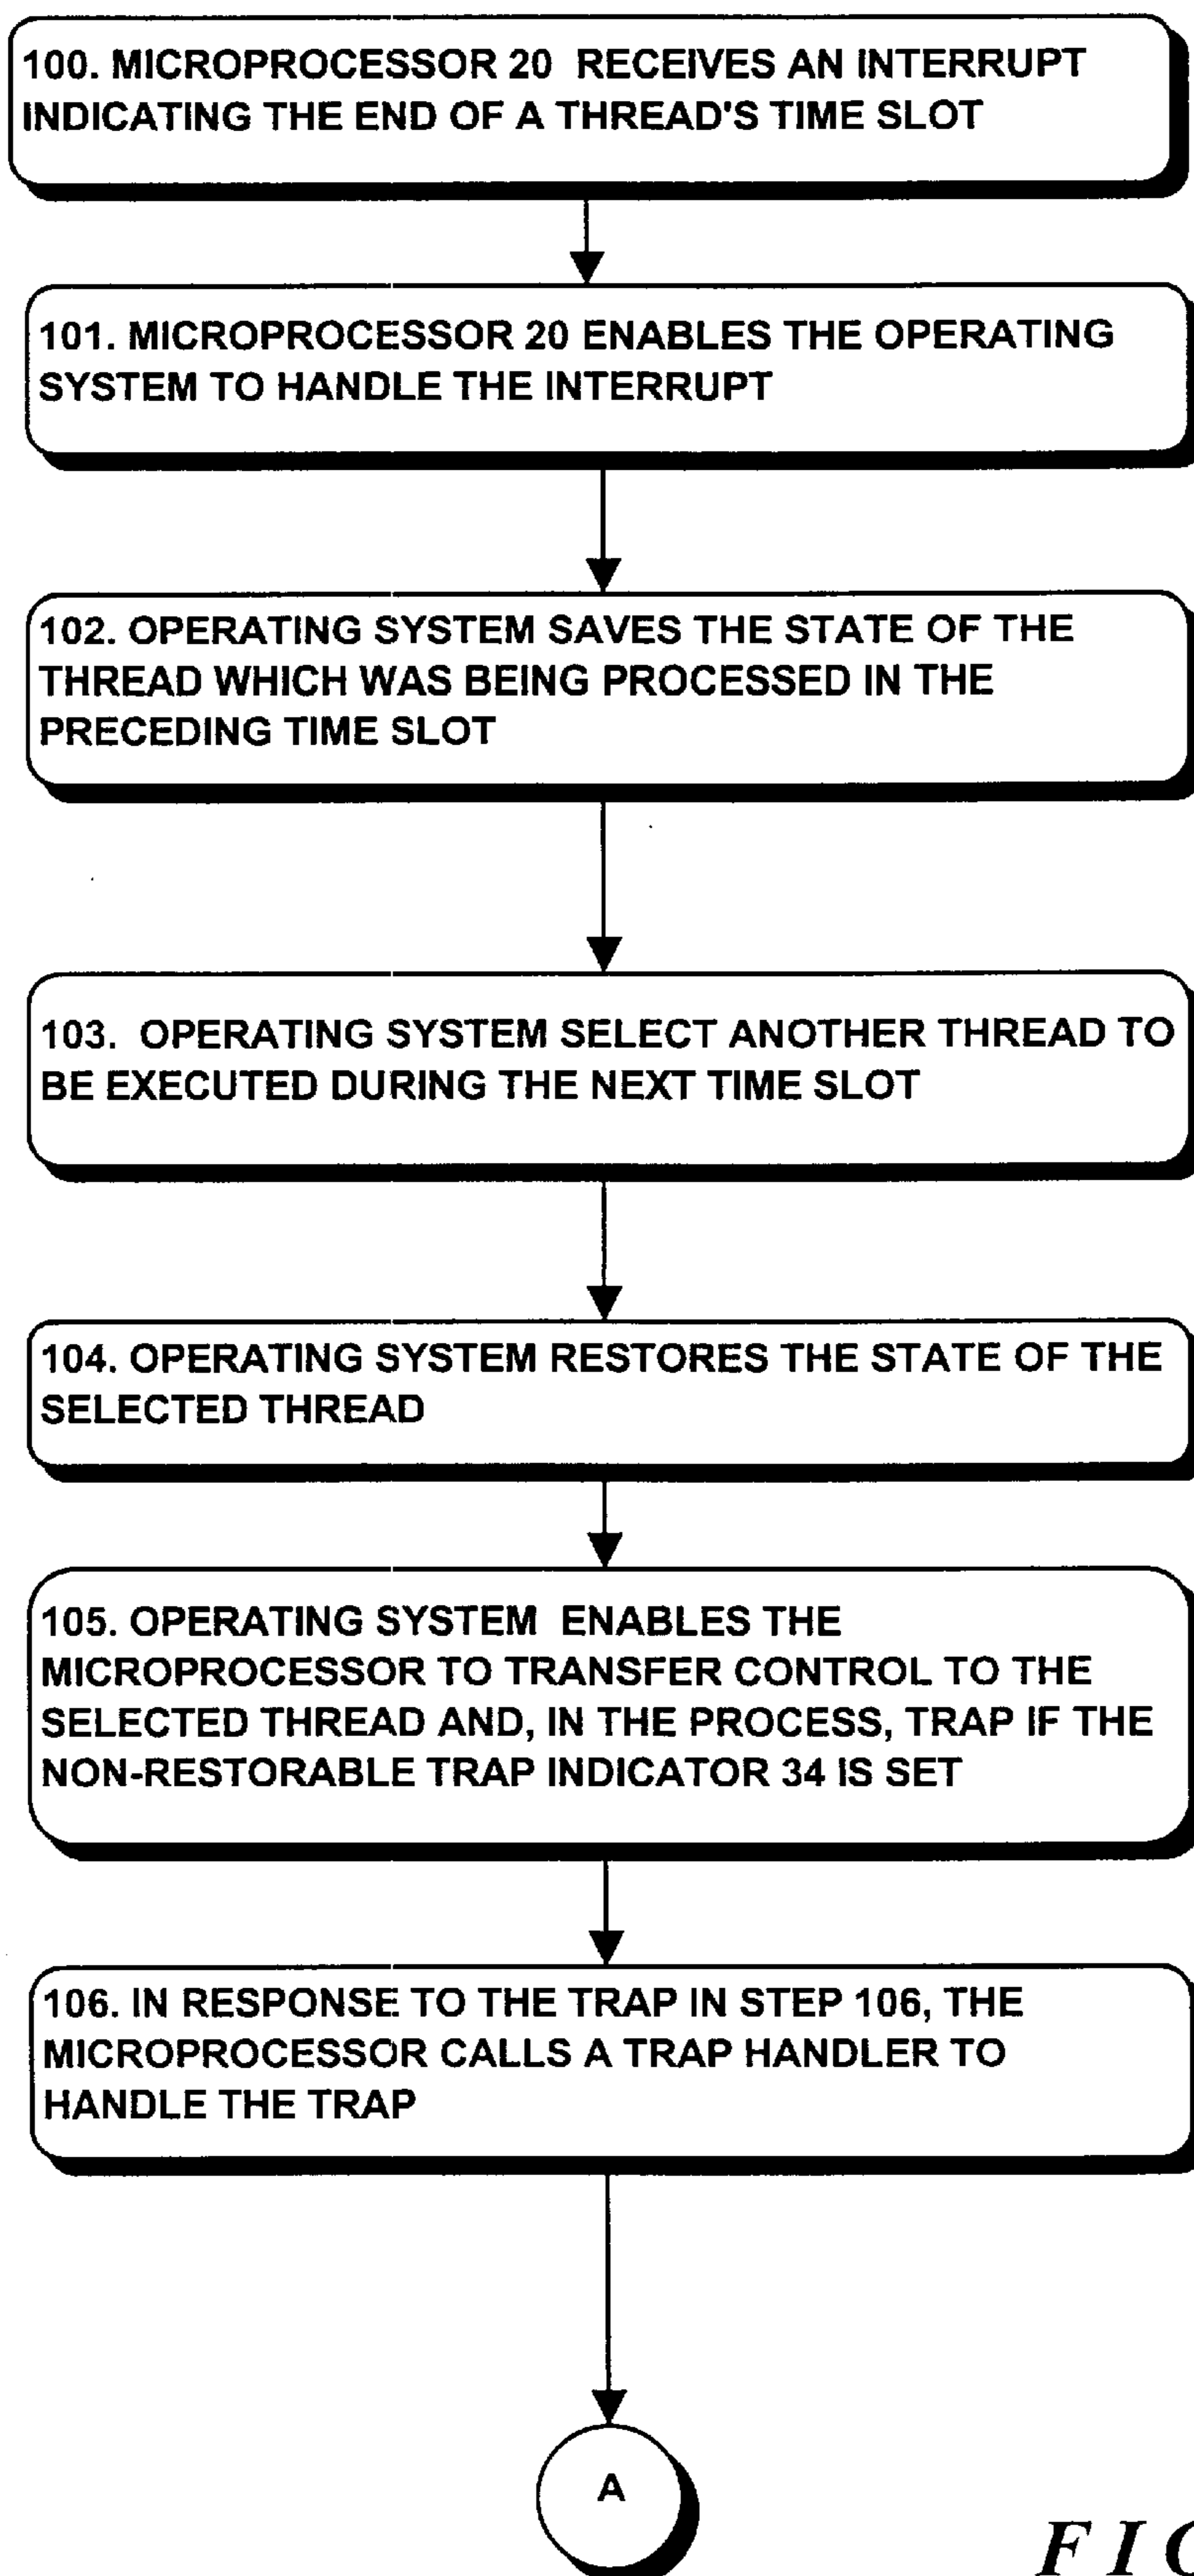 100. MICROPROCESSOR 20 RECEIVES AN INTERRUPT
INDICATING THE END OF A THREAD'S TIME SLOT
101. MICROPROCESSOR 20 ENABLES THE OPERATING
SYSTEM TO HANDLE THE INTERRUPT
102. OPERATING SYSTEM SAVES THE STATE OF THE
THREAD WHICH WAS BEING PROCESSED IN THE
PRECEDING TIME SLOT
103. OPERATING SYSTEM SELECT ANOTHER THREAD TO
BE EXECUTED DURING THE NEXT TIME SLOT
104. OPERATING SYSTEM RESTORES THE STATE OF THE
SELECTED THREAD
105. OPERATING SYSTEM ENABLES THE
MICROPROCESSOR TO TRANSFER CONTROL TO THE
SELECTED THREAD AND, IN THE PROCESS, TRAP IF THE
NON-RESTORABLE TRAP INDICATOR 34 IS SET
106. IN RESPONSE TO THE TRAP IN STEP 106, THE
MICROPROCESSOR CALLS A TRAP HANDLER TO
HANDLE THE TRAP
A